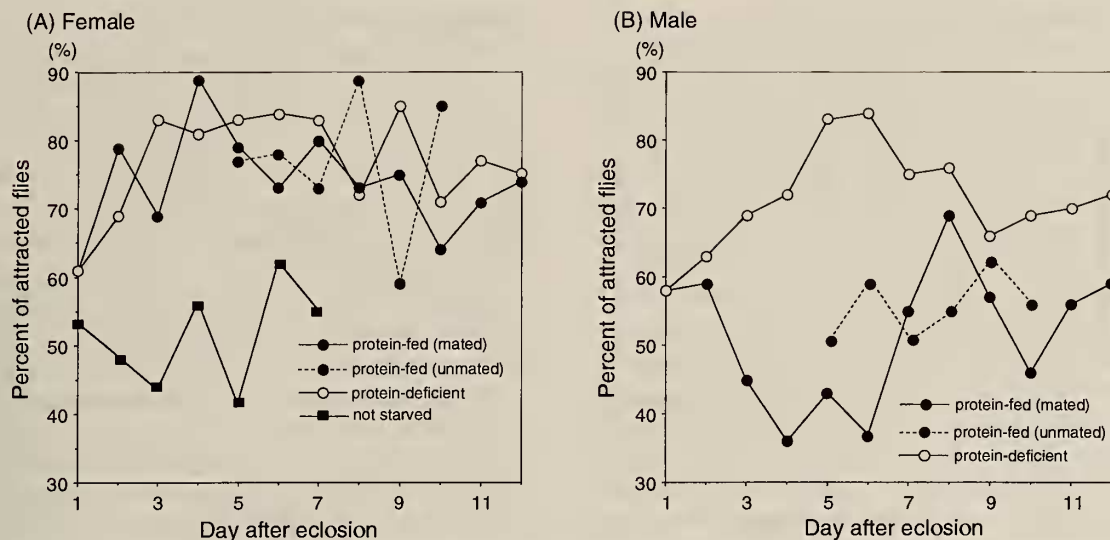 (A) Female
(%)
90
80
70
60
50
40
30
Percent of attracted flies
1 3 5 7 9 11
Day after eclosion
protein-fed (mated)
protein-fed (unmated)
protein-deficient
not starved
(B) Male
(%)
90
80
70
60
50
40
30
Percent of attracted flies
1 3 5 7 9 11
Day after eclosion
protein-fed (mated)
protein-fed (unmated)
protein-deficient